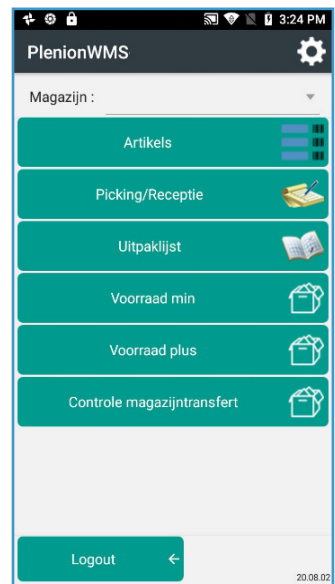 3:24 PM
PlenionWMS
Magazijn :
Artikels
Picking/Receptie
Uitpaklijst
Voorraad min
Voorraad plus
Controle magazijntransfert
Logout
20.08.02